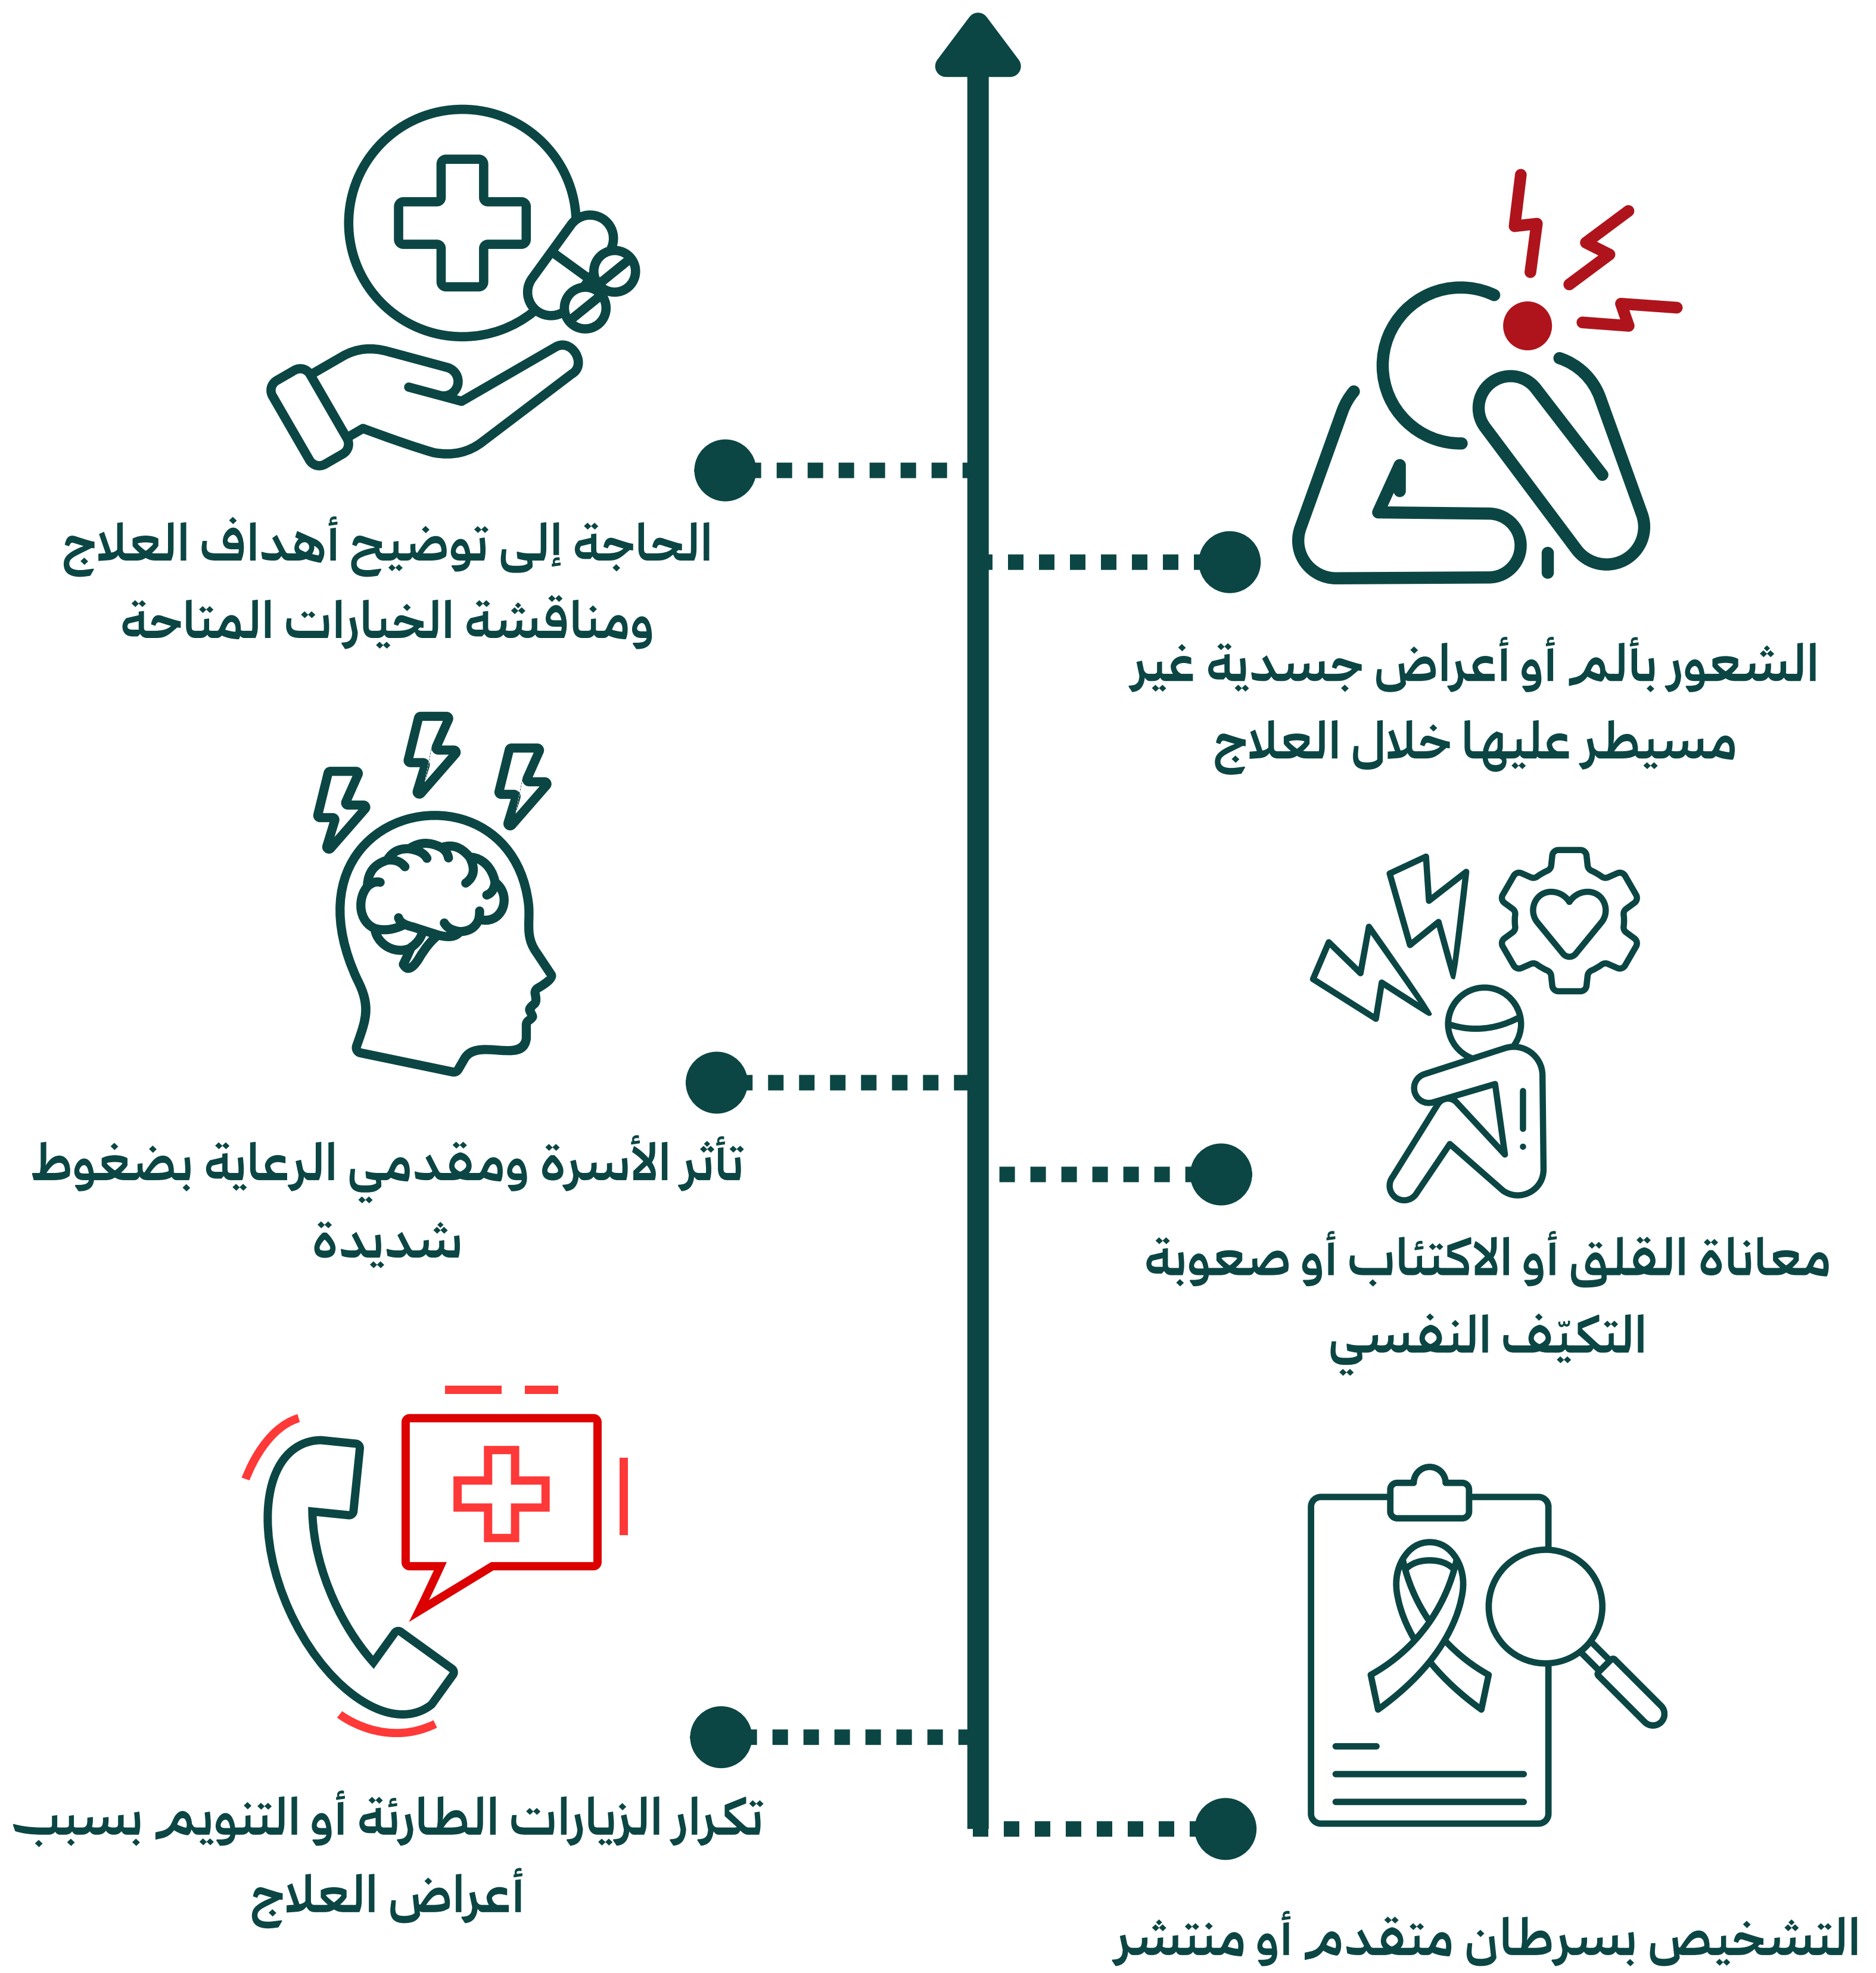 الحاجة إلى توضيح أهداف العلاج
ومناقشة الخيارات المتاحة
الشعور بألم أو أعراض جسدية غير
مسيطر عليها خلال العلاج
تأثر الأسرة ومقدمي الرعاية بضغوط
شديدة
معاناة القلق أو الاكتئاب أو صعوبة
التكيّف النفسي
تكرار الزيارات الطارئة أو التنويم بسبب
أعراض العلاج
التشخيص بسرطان متقدم أو منتشر